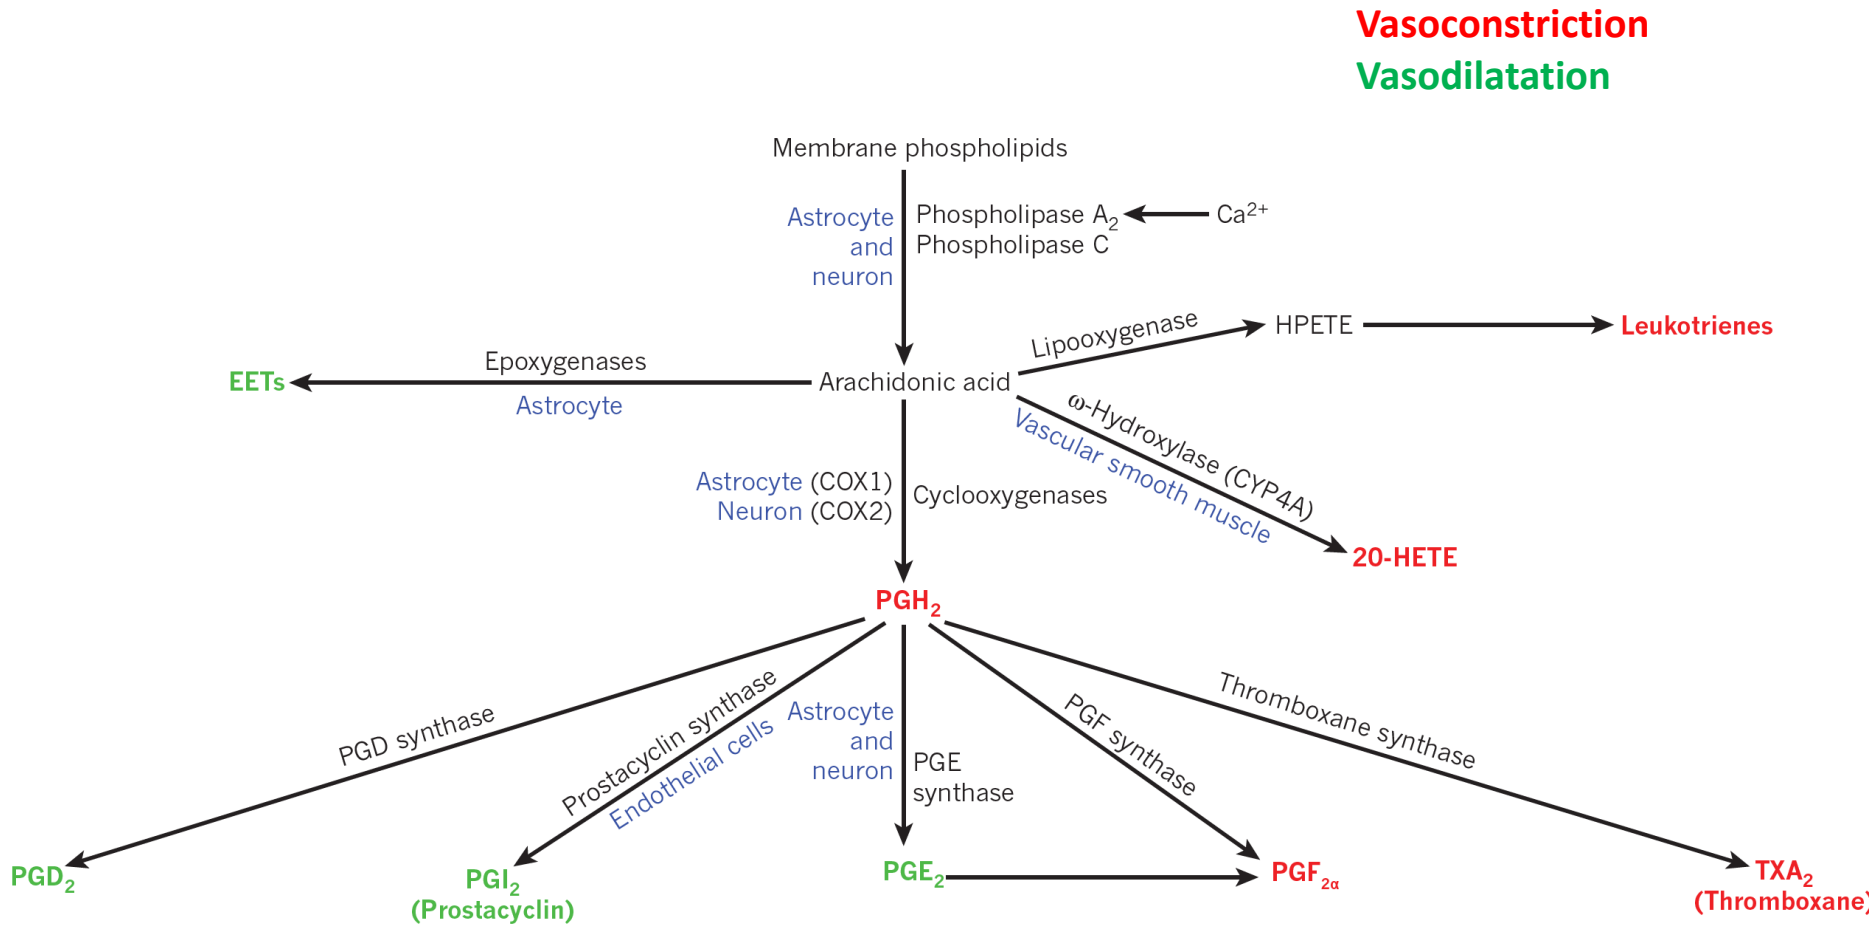 Vasoconstriction
Vasodilatation
Membrane phospholipids
Astrocyte
and
neuron
Phospholipase A₂
Phospholipase C
Ca²⁺
Lipooxygenase
HPETE
Leukotrienes
Epoxygenases
EETs
Astrocyte
Arachidonic acid
ω-Hydroxylase (CYP4A)
Vascular smooth muscle
20-HETE
Astrocyte (COX1)
Neuron (COX2)
Cyclooxygenases
PGH₂
PGD synthase
Prostacyclin synthase
Endothelial cells
Astrocyte
and
neuron
PGE
synthase
PGF synthase
Thromboxane synthase
PGD₂
PGI₂
(Prostacyclin)
PGE₂
PGF₂α
TXA₂
(Thromboxane)